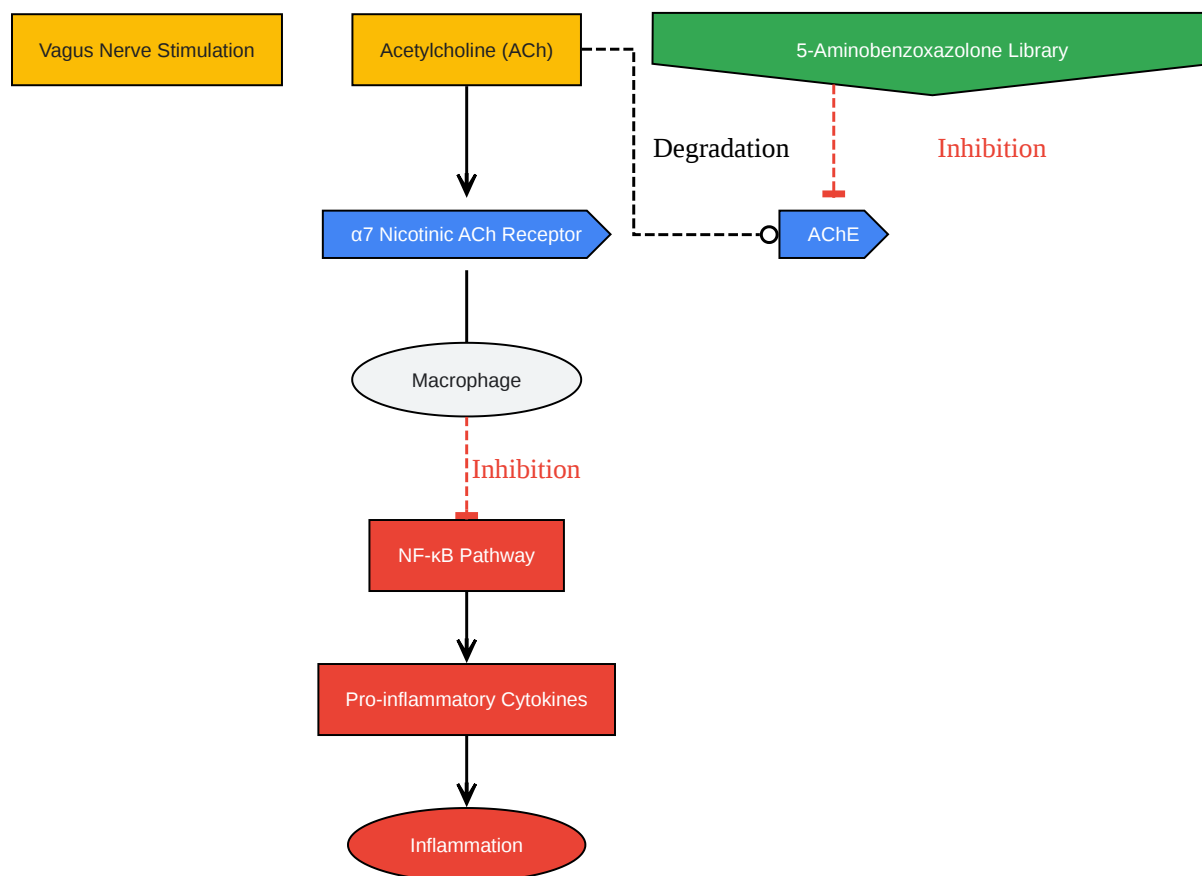 Vagus Nerve Stimulation
Acetylcholine (ACh)
5-Aminobenzoxazolone Library
Degradation
Inhibition
α7 Nicotinic ACh Receptor
AChE
Macrophage
Inhibition
NF-κB Pathway
Pro-inflammatory Cytokines
Inflammation